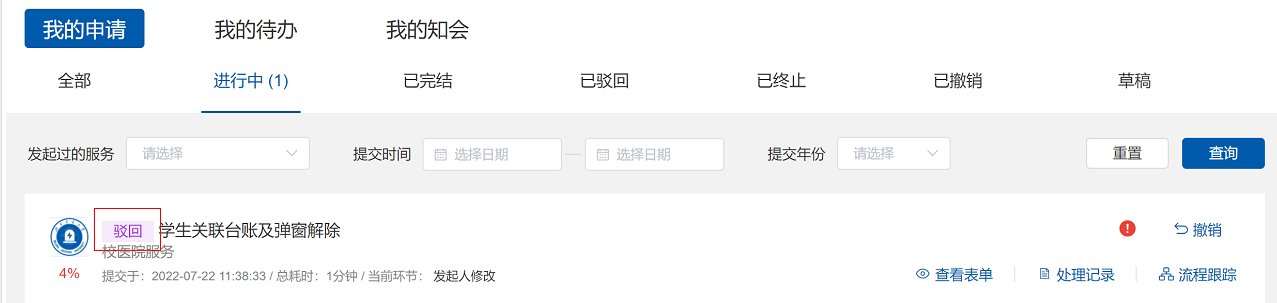 我的申请 我的待办 我的知会
全部 进行中 (1) 已完结 已驳回 已终止 已撤销 草稿
发起过的服务 请选择 提交时间 选择日期 — 选择日期 提交年份 请选择 重置 查询
驳回 学生关联台账及弹窗解除 撤销
校医院服务
4% 提交于：2022-07-22 11:38:33 / 总耗时：1分钟 / 当前环节： 发起人修改 查看表单 处理记录 流程跟踪